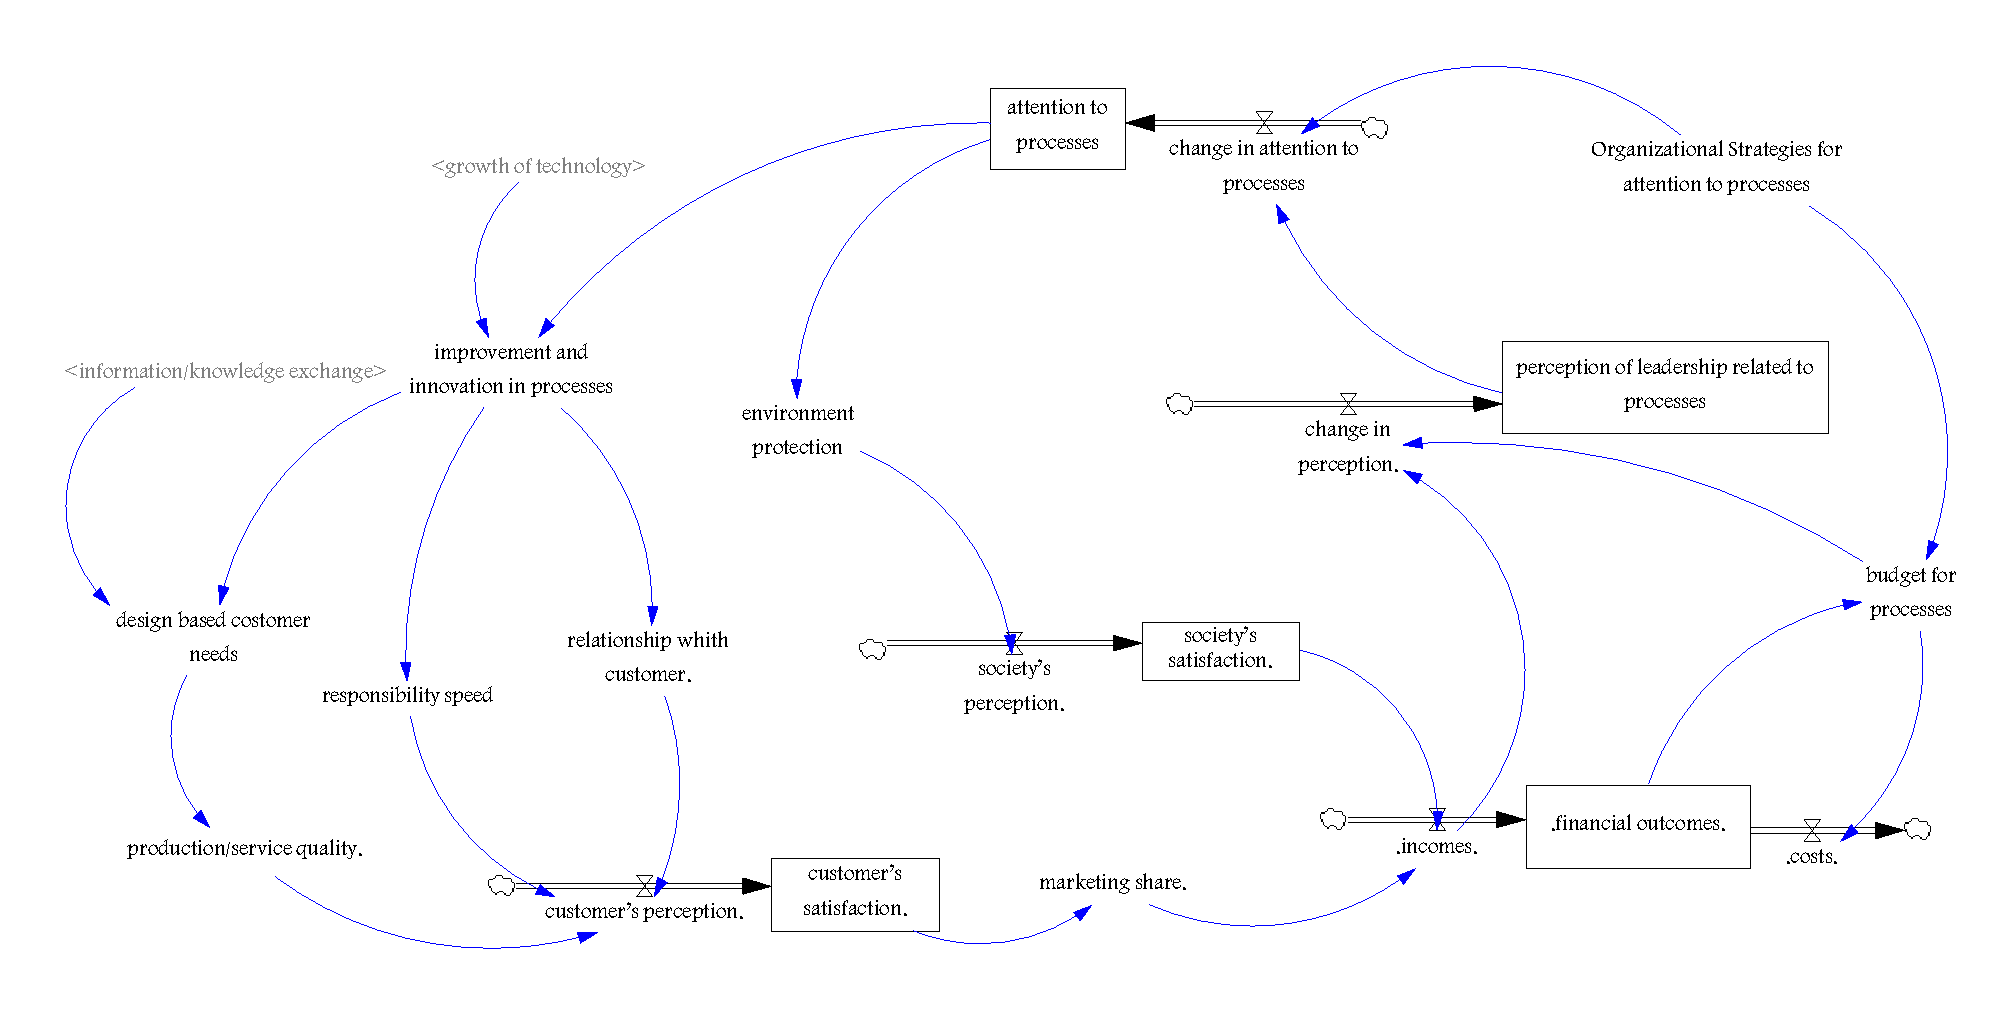 attention to
processes
change in attention to
processes
Organizational Strategies for
attention to processes
<growth of technology>
improvement and
innovation in processes
<information/knowledge exchange>
environment
protection
perception of leadership related to
processes
change in
perception.
budget for
processes
design based costomer
needs
responsibility speed
relationship whith
customer.
society's
perception.
society's
satisfaction.
production/service quality.
customer's perception.
customer's
satisfaction.
marketing share.
.incomes.
.financial outcomes.
.costs.